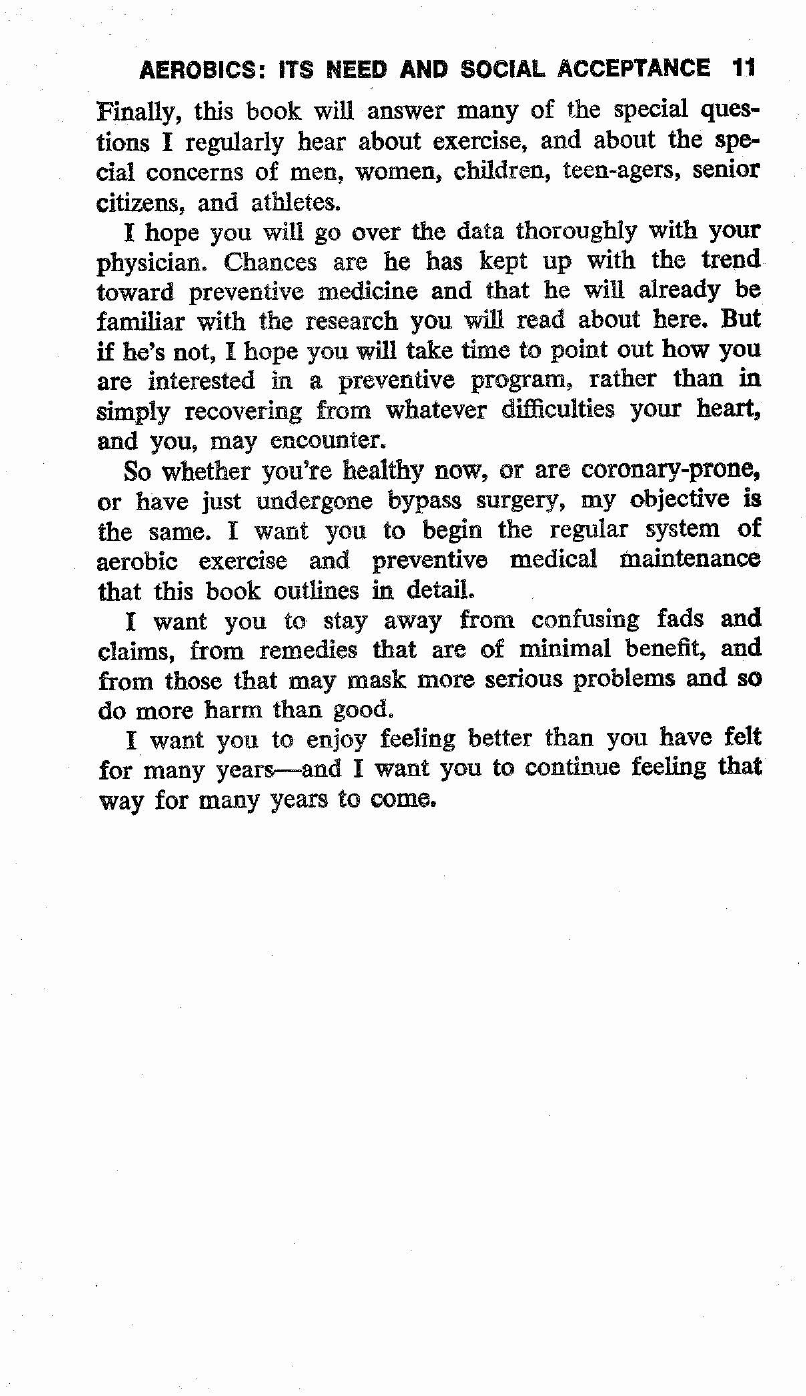 AEROBICS: ITS NEED AND SOCIAL ACCEPTANCE 11
Finally, this book will answer many of the special ques-
tions I regularly hear about exercise, and about the spe-
cial concerns of men, women, children, teen-agers, senior
citizens, and athletes.
I hope you will go over the data thoroughly with your
physician. Chances are he has kept up with the trend
toward preventive medicine and that he will already be
familiar with the research you will read about here. But
if he's not, I hope you will take time to point out how you
are interested in a preventive program, rather than in
simply recovering from whatever difficulties your heart,
and you, may encounter.
So whether you're healthy now, or are coronary-prone,
or have just undergone bypass surgery, my objective is
the same. I want you to begin the regular system of
aerobic exercise and preventive medical maintenance
that this book outlines in detail.
I want you to stay away from confusing fads and
claims, from remedies that are of minimal benefit, and
from those that may mask more serious problems and so
do more harm than good.
I want you to enjoy feeling better than you have felt
for many years—and I want you to continue feeling that
way for many years to come.